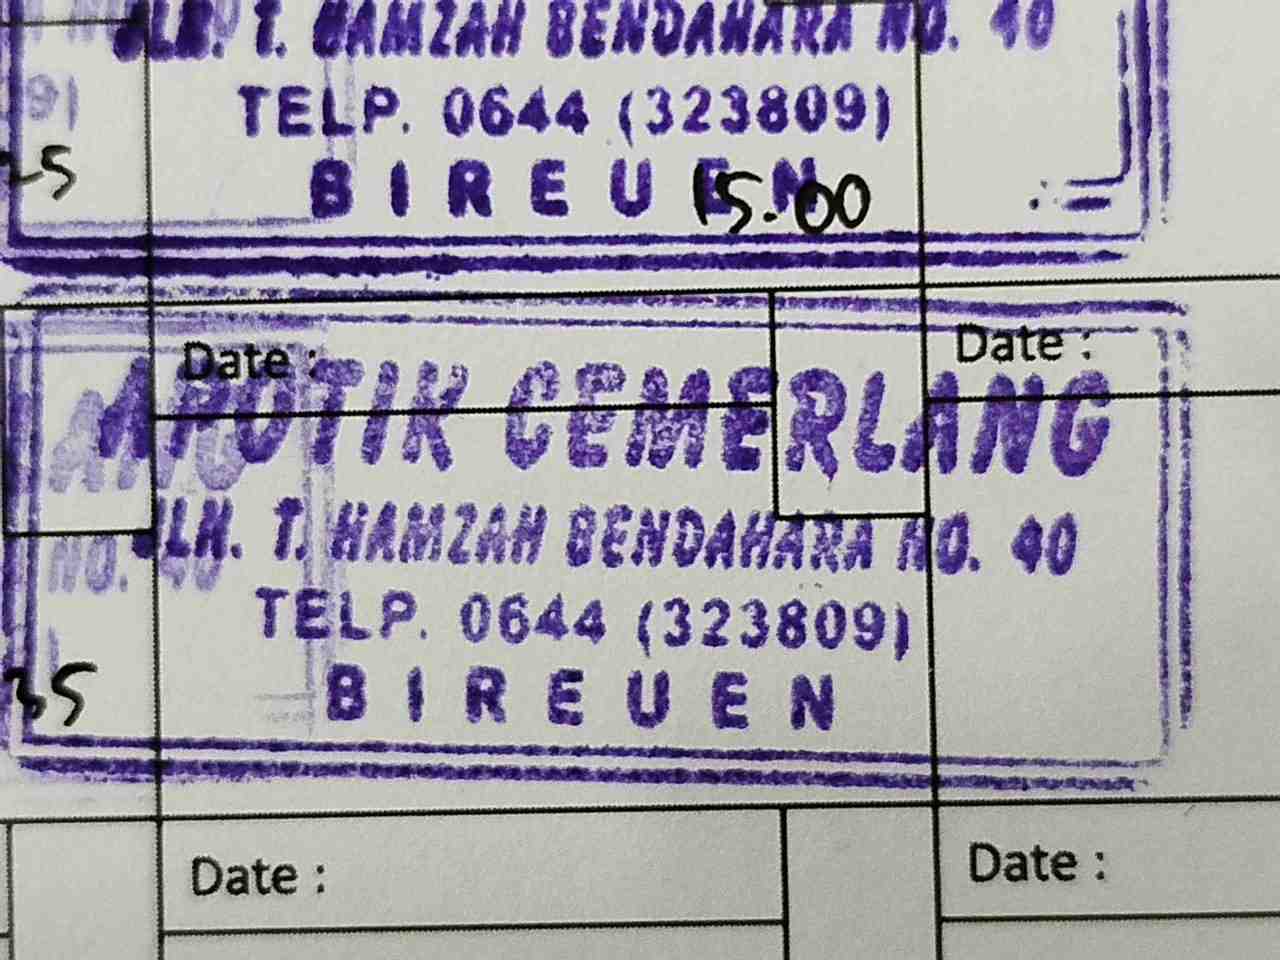 JLN. T. HAMZAH BENDAHARA NO. 40
TELP. 0644 (323809)
BIREUEN
15.00
Date :
Date :
APOTIK CEMERLANG
JLN. T. HAMZAH BENDAHARA NO. 40
TELP. 0644 (323809)
BIREUEN
35
Date :
Date :